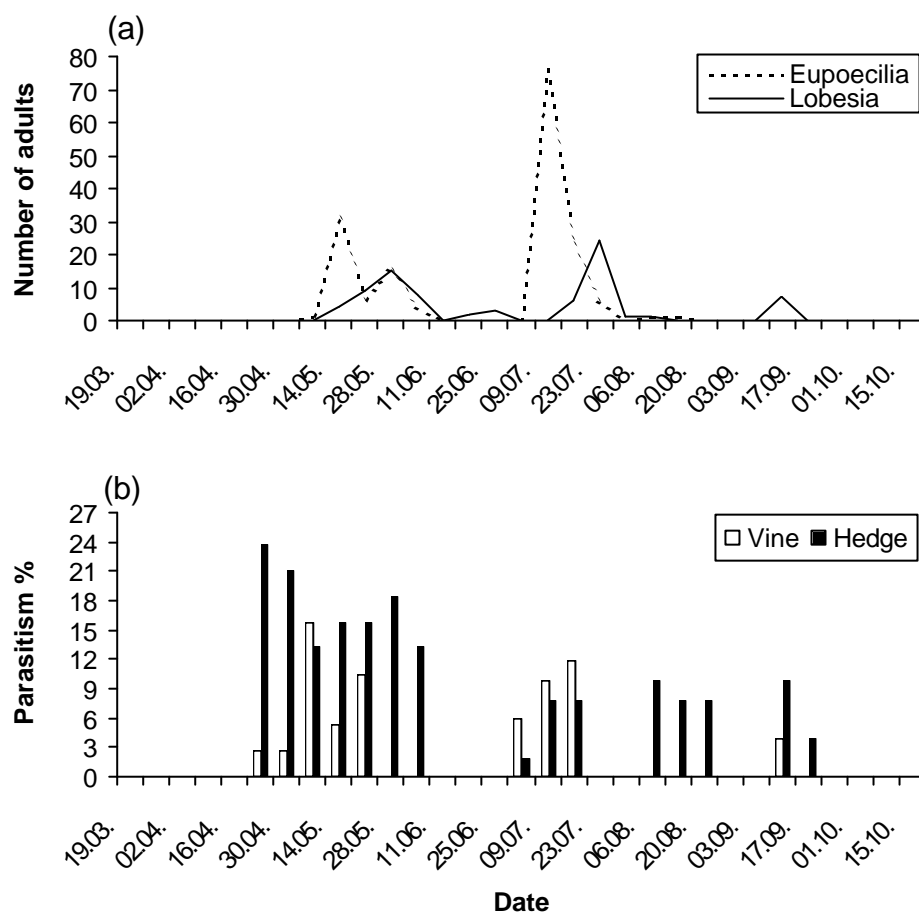 (a)
Number of adults
80
70
60
50
40
30
20
10
0
Eupoecilia
Lobesia
19.03. 02.04. 16.04. 30.04. 14.05. 28.05. 11.06. 25.06. 09.07. 23.07. 06.08. 20.08. 03.09. 17.09. 01.10. 15.10.
(b)
Parasitism %
27
24
21
18
15
12
9
6
3
0
Vine Hedge
19.03. 02.04. 16.04. 30.04. 14.05. 28.05. 11.06. 25.06. 09.07. 23.07. 06.08. 20.08. 03.09. 17.09. 01.10. 15.10.
Date